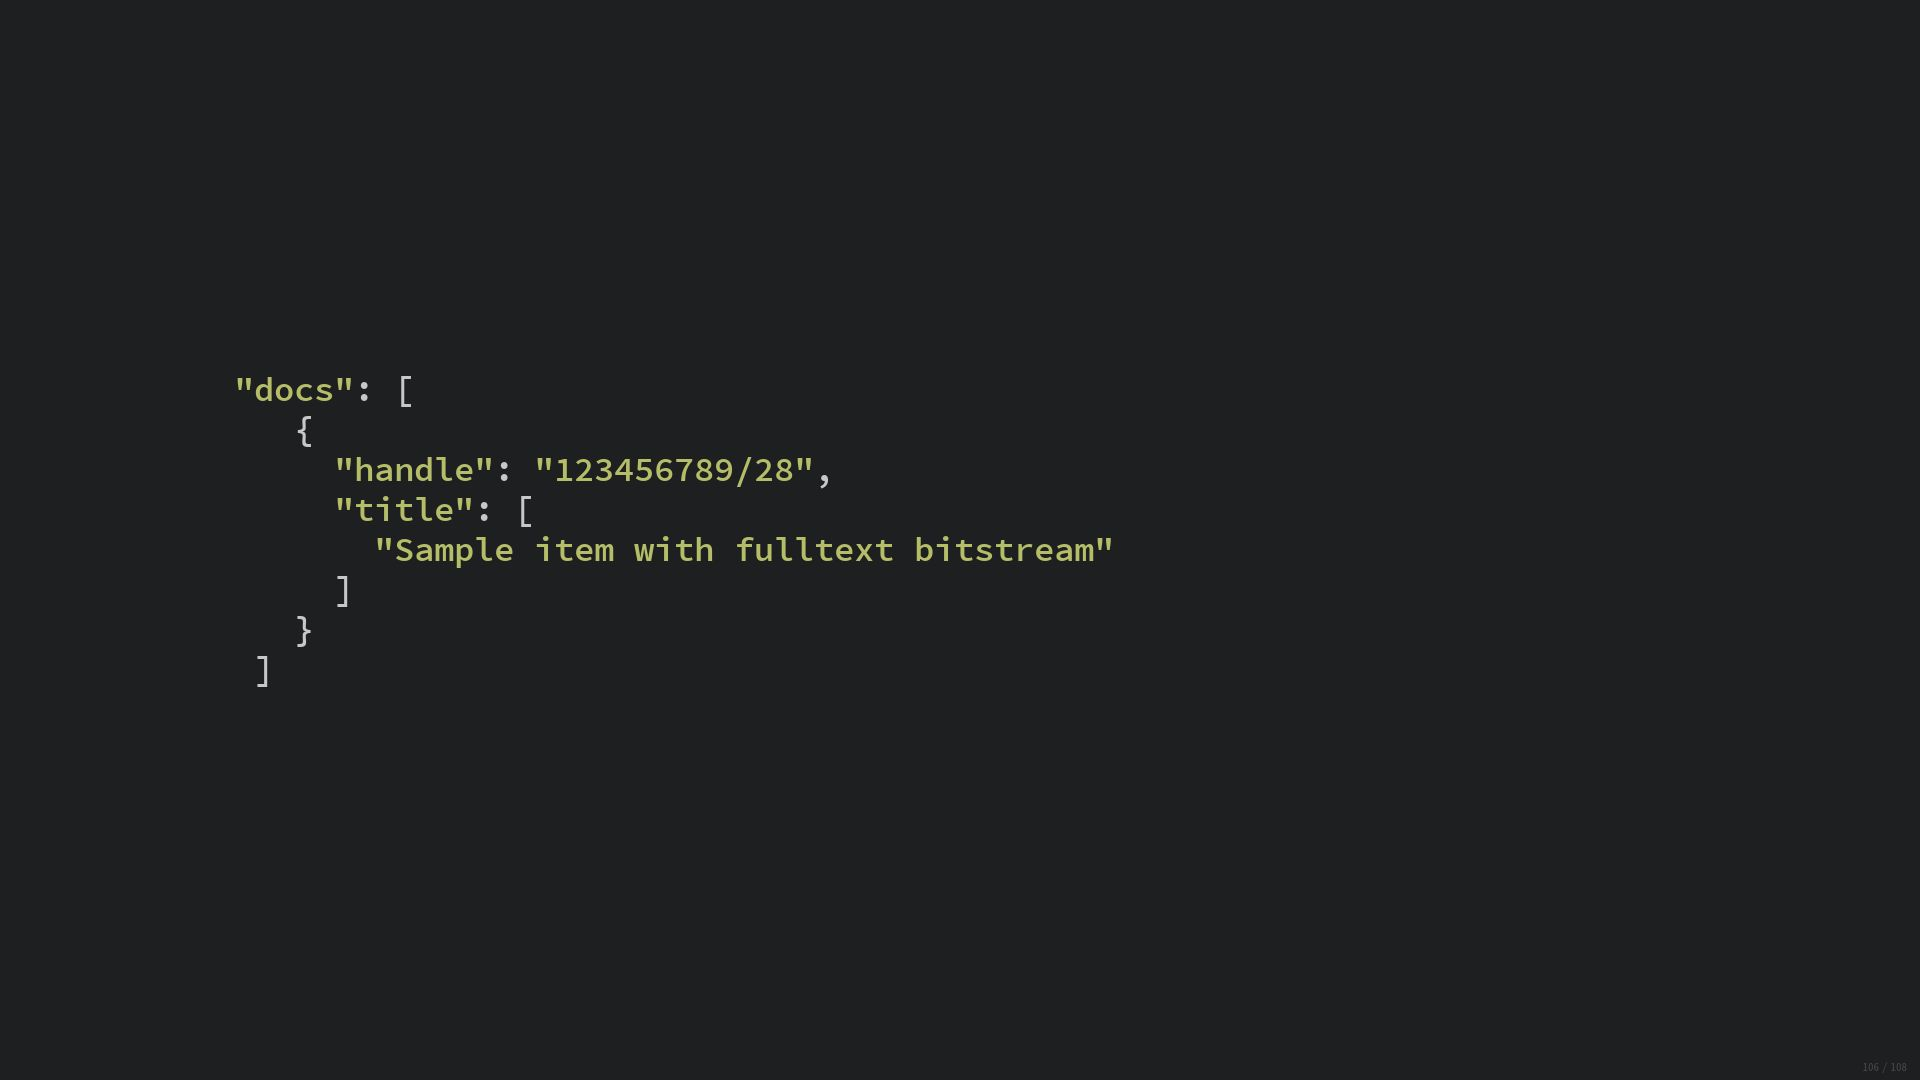 "docs": [
   {
     "handle": "123456789/28",
     "title": [
       "Sample item with fulltext bitstream"
     ]
   }
 ]
106 / 108